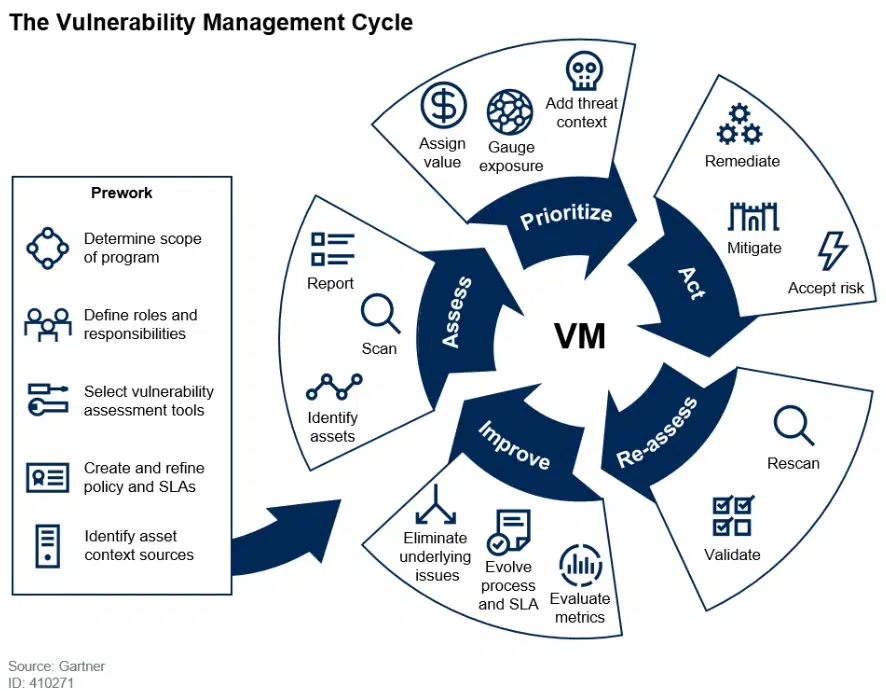 The Vulnerability Management Cycle
Prework
Determine scope
of program
Define roles and
responsibilities
Select vulnerability
assessment tools
Create and refine
policy and SLAs
Identify asset
context sources
Assess
Report
Scan
Identify
assets
Prioritize
Assign
value
Gauge
exposure
Add threat
context
Act
Remediate
Mitigate
Accept risk
Re-assess
Rescan
Validate
Improve
Eliminate
underlying
issues
Evolve
process
and SLA
Evaluate
metrics
VM
Source: Gartner
ID: 410271